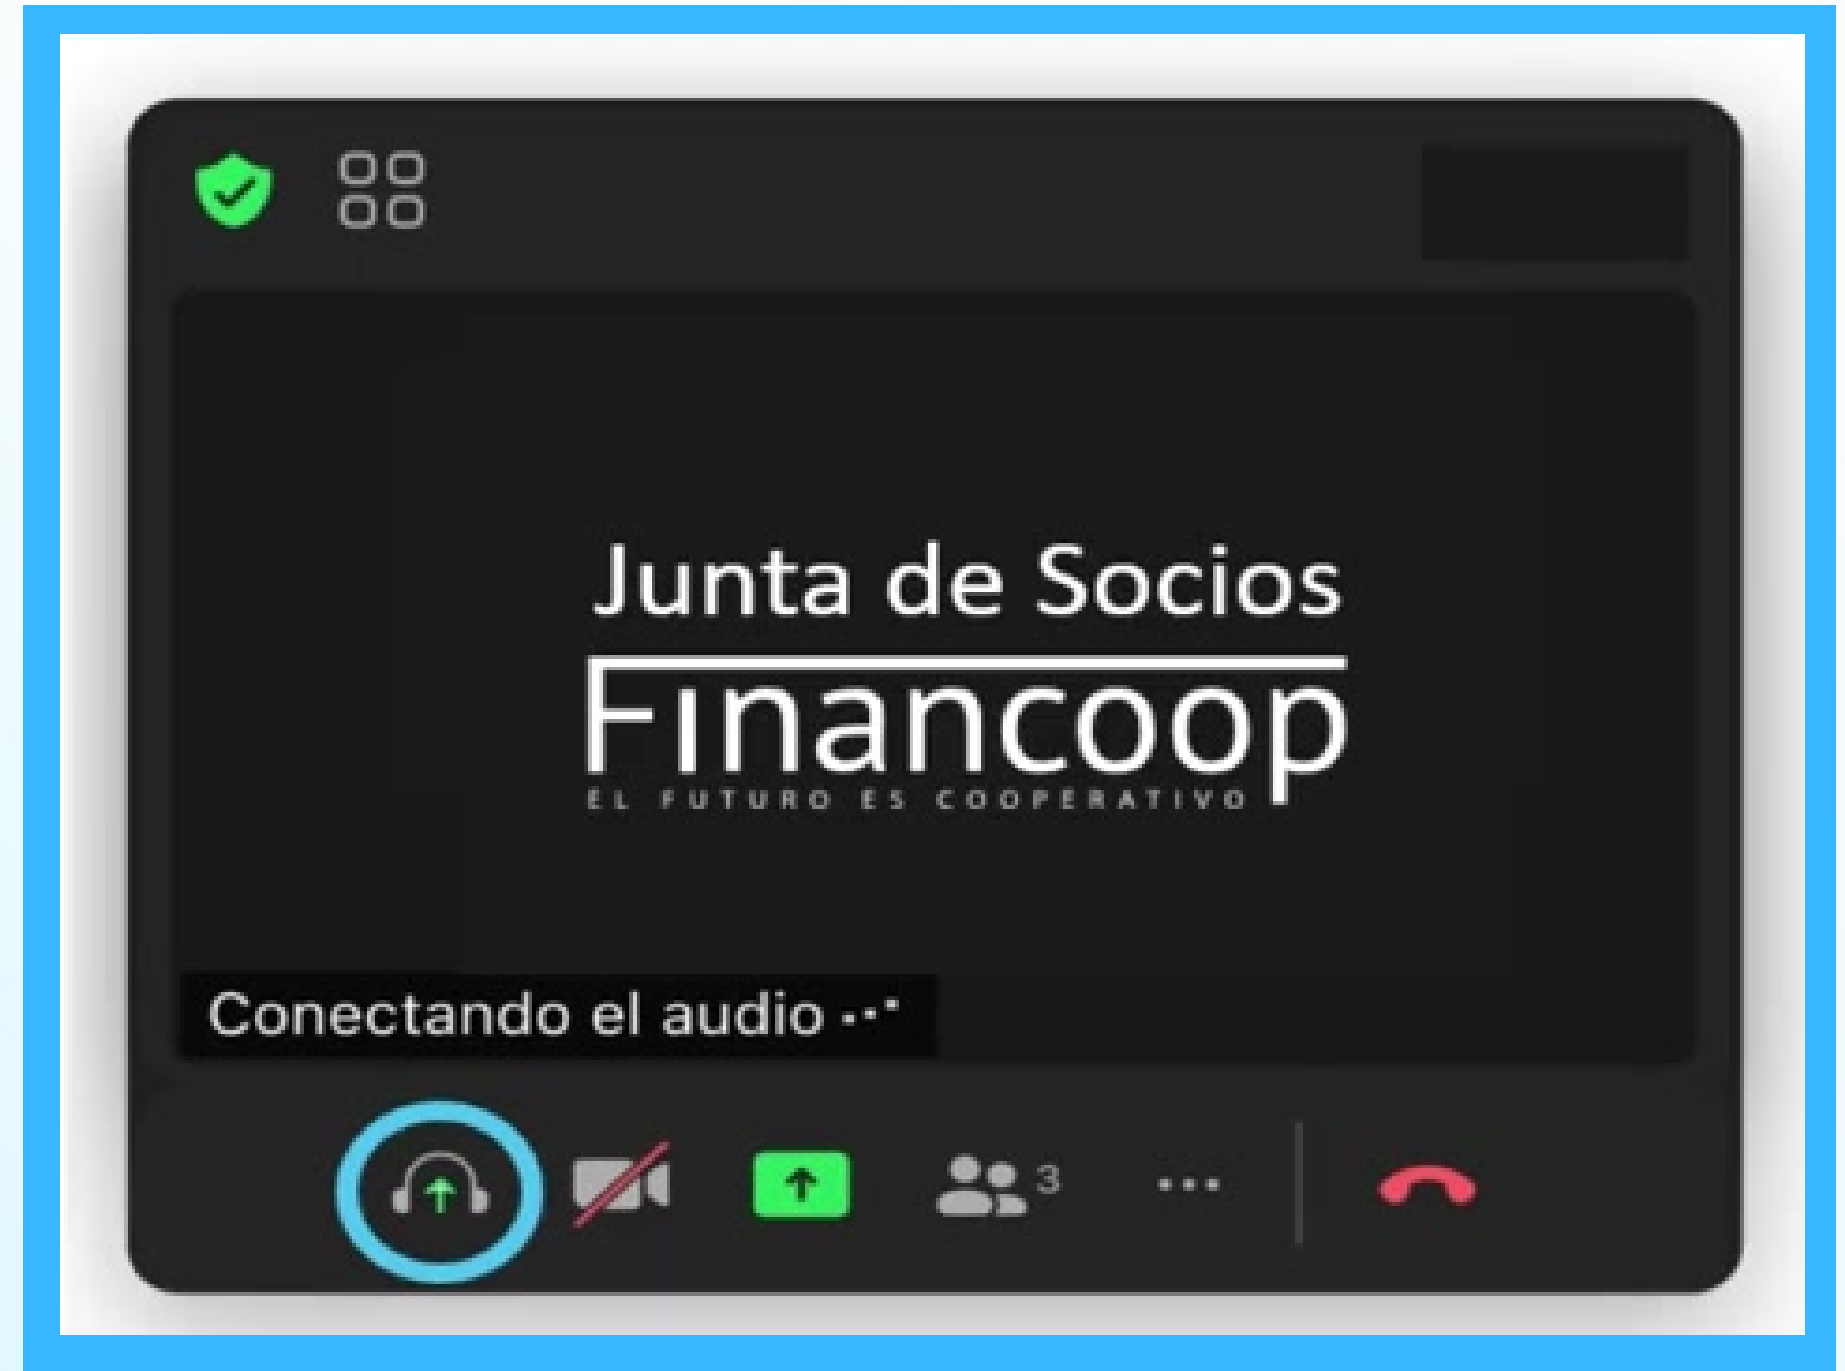 Junta de Socios
Financoop
EL FUTURO ES COOPERATIVO
Conectando el audio ...
3